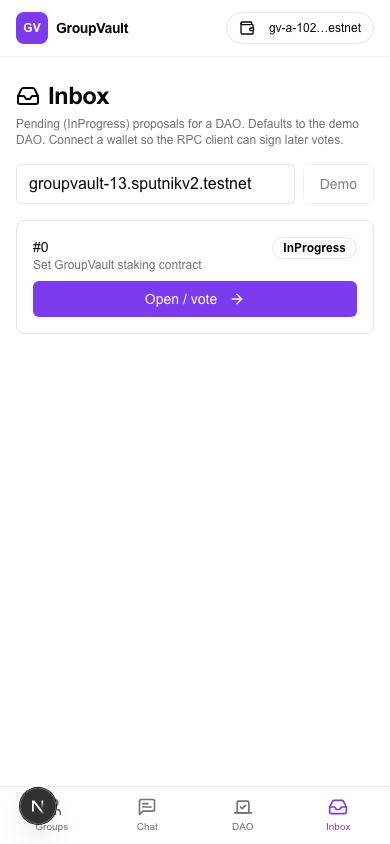 GV GroupVault
gv-a-102…estnet
Inbox
Pending (InProgress) proposals for a DAO. Defaults to the demo
DAO. Connect a wallet so the RPC client can sign later votes.
groupvault-13.sputnikv2.testnet
Demo
#0
InProgress
Set GroupVault staking contract
Open / vote
N
Groups
Chat
DAO
Inbox